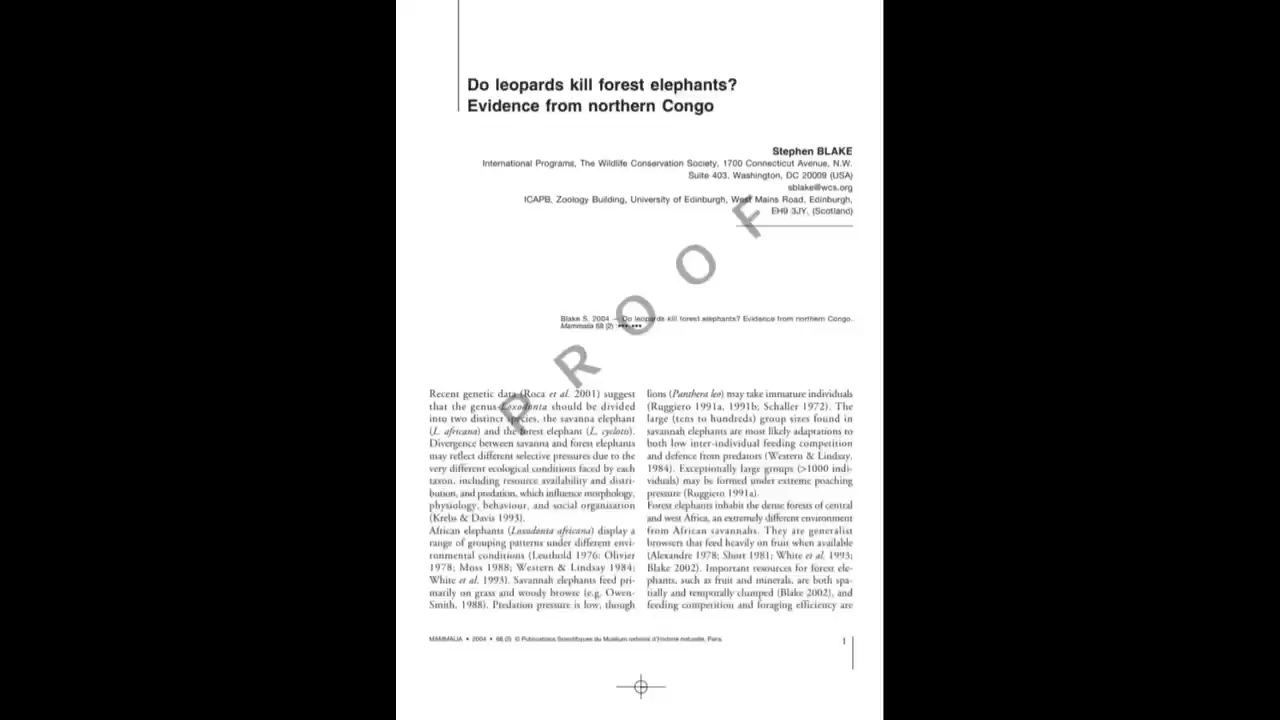 Do leopards kill forest elephants?
Evidence from northern Congo
Stephen BLAKE
International Programs, The Wildlife Conservation Society, 1700 Connecticut Avenue, N.W.
Suite 403, Washington, DC 20009 (USA)
sblake@wcs.org
ICAPB, Zoology Building, University of Edinburgh, West Mains Road, Edinburgh,
EH9 3JY, (Scotland)
PROOF
Blake S. 2004 — Do leopards kill forest elephants? Evidence from northern Congo.
Mammalia 68 (2) : •••-•••
Recent genetic data (Roca et al. 2001) suggest
that the genus Loxodonta should be divided
into two distinct species, the savanna elephant
(L. africana) and the forest elephant (L. cycloto).
Divergence between savanna and forest elephants
may reflect different selective pressures due to the
very different ecological conditions faced by each
taxon, including resource availability and distri-
bution, and predation, which influence morphology,
physiology, behaviour, and social organisation
(Krebs & Davis 1993).
African elephants (Loxodonta africana) display a
range of grouping patterns under different envi-
ronmental conditions (Leuthold 1976; Olivier
1978; Moss 1988; Western & Lindsay 1984;
White et al. 1993). Savannah elephants feed pri-
marily on grass and woody browse (e.g. Owen-
Smith, 1988). Predation pressure is low, though
lions (Panthera leo) may take immature individuals
(Ruggiero 1991a, 1991b; Schaller 1972). The
large (tens to hundreds) group sizes found in
savannah elephants are most likely adaptations to
both low inter-individual feeding competition
and defence from predators (Western & Lindsay,
1984). Exceptionally large groups (>1000 indi-
viduals) may be formed under extreme poaching
pressure (Ruggiero 1991a).
Forest elephants inhabit the dense forests of central
and west Africa, an extremely different environment
from African savannahs. They are generalist
browsers that feed heavily on fruit when available
(Alexandre 1978; Short 1981; White et al. 1993;
Blake 2002). Important resources for forest ele-
phants, such as fruit and minerals, are both spa-
tially and temporally clumped (Blake 2002), and
feeding competition and foraging efficiency are
MAMMALIA • 2004 • 68 (2) © Publications Scientifiques du Muséum national d'Histoire naturelle, Paris.
1